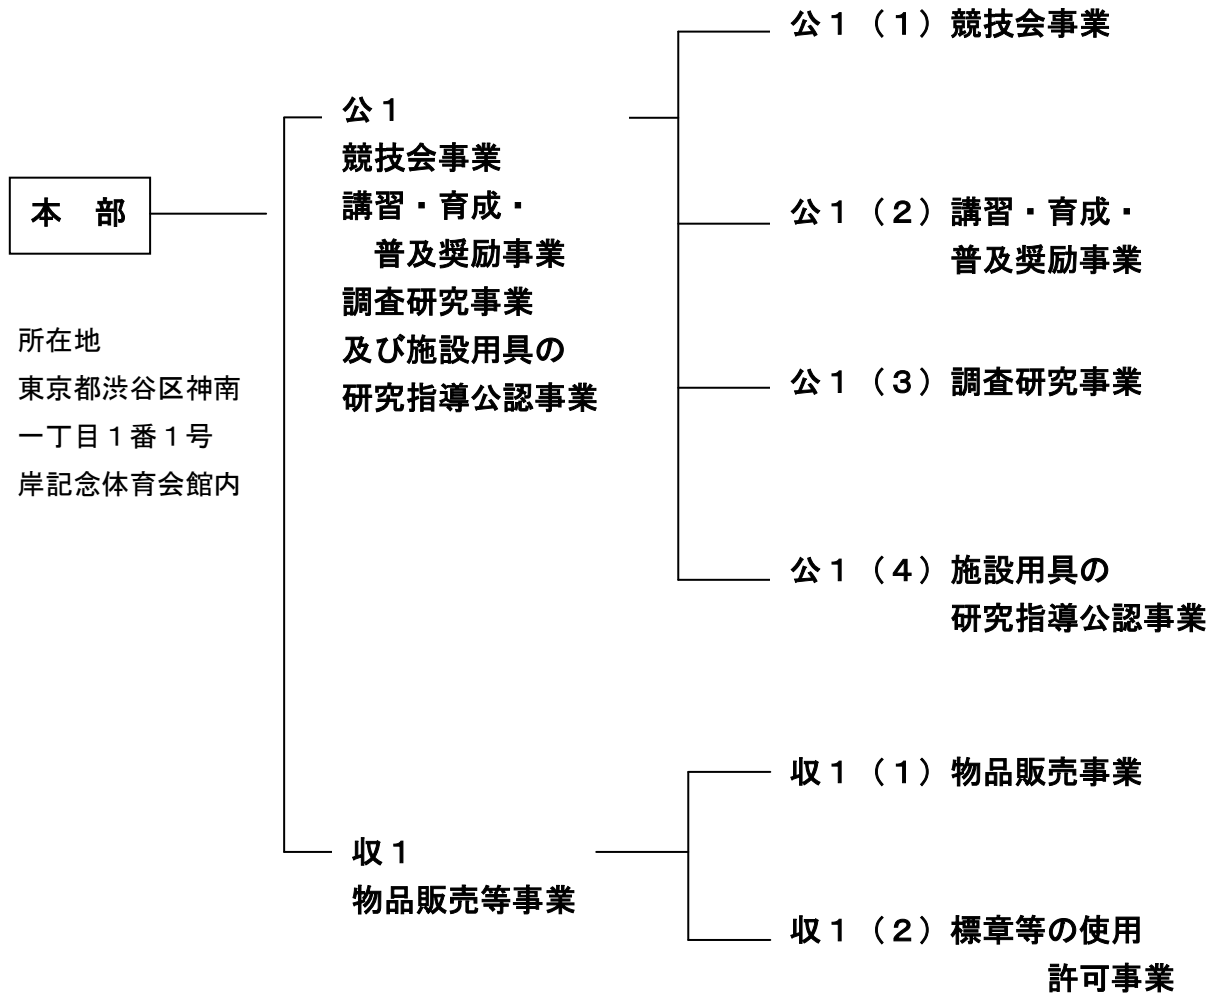 本　部
所在地
東京都渋谷区神南
一丁目１番１号
岸記念体育会館内
公１
競技会事業
講習・育成・
普及奨励事業
調査研究事業
及び施設用具の
研究指導公認事業
公１（１）競技会事業
公１（２）講習・育成・
普及奨励事業
公１（３）調査研究事業
公１（４）施設用具の
研究指導公認事業
収１
物品販売等事業
収１（１）物品販売事業
収１（２）標章等の使用
許可事業